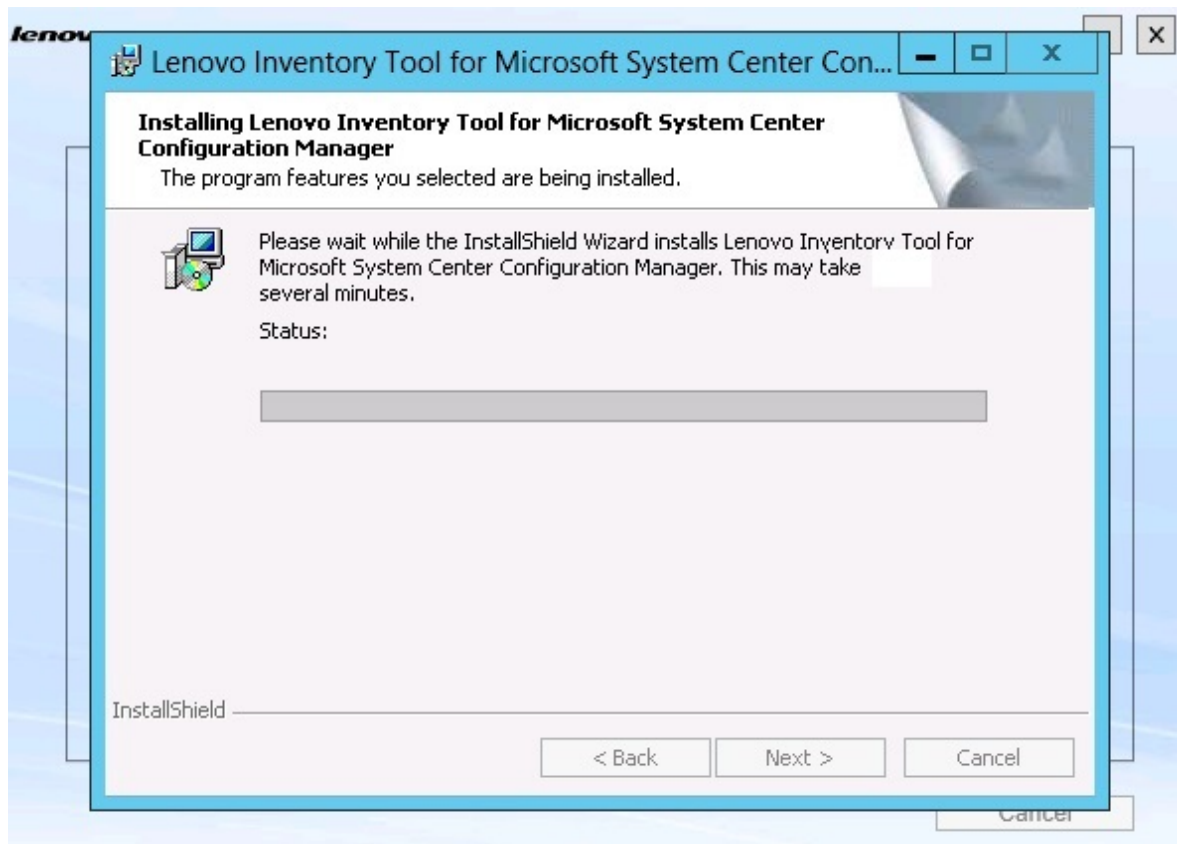 lenov
Lenovo Inventory Tool for Microsoft System Center Con...
Installing Lenovo Inventory Tool for Microsoft System Center
Configuration Manager
The program features you selected are being installed.
Please wait while the InstallShield Wizard installs Lenovo Inventory Tool for
Microsoft System Center Configuration Manager. This may take
several minutes.
Status:
InstallShield
< Back
Next >
Cancel
Cancel